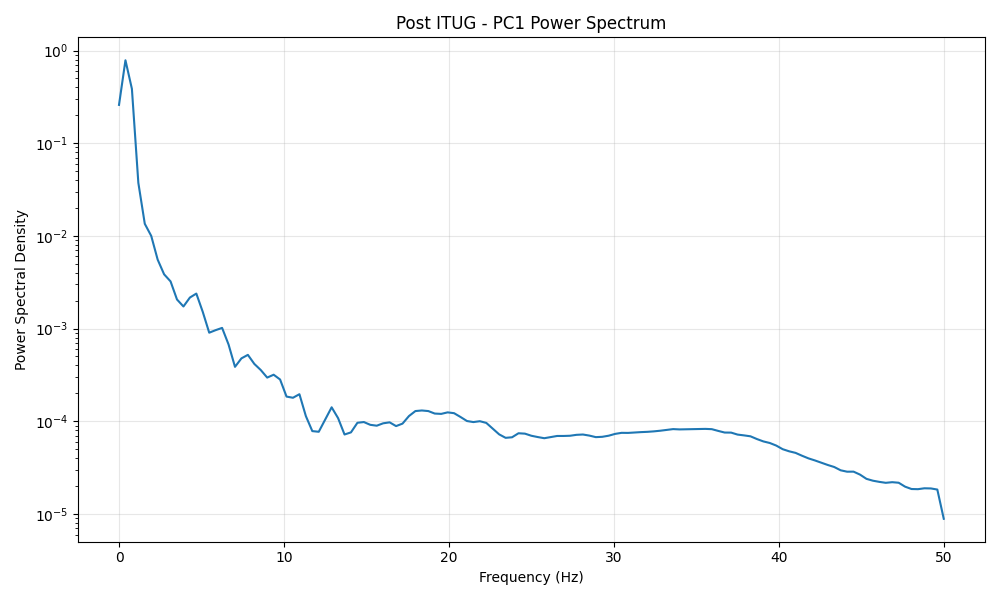 Post ITUG - PC1 Power Spectrum
Power Spectral Density
10⁰
10⁻¹
10⁻²
10⁻³
10⁻⁴
10⁻⁵
0 10 20 30 40 50
Frequency (Hz)